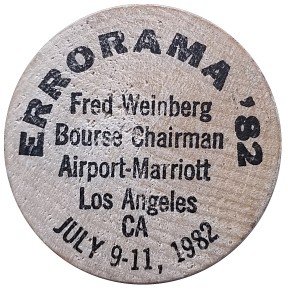 ERRORAMA '82
Fred Weinberg
Bourse Chairman
Airport-Marriott
Los Angeles
CA
JULY 9-11, 1982